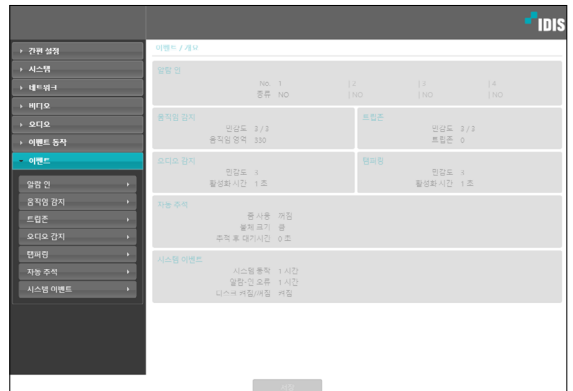 IDIS
간편 설정
시스템
네트워크
비디오
오디오
이벤트 동작
이벤트
알람 인
움직임 감지
트립존
오디오 감지
탬퍼링
자동 추적
시스템 이벤트
이벤트 / 개요
알람 인
No. 1 | 2 | 3 | 4
종류 NO | NO | NO | NO
움직임 감지
민감도 3 / 3
움직임 영역 330
트립존
민감도 3 / 3
트립존 0
오디오 감지
민감도
활성화 시간 1 초
탬퍼링
민감도
활성화 시간 1 초
자동 추적
줌 사용 꺼짐
물체 크기
추적 후 대기시간 0 초
시스템 이벤트
시스템 동작 1 시간
알람-인 오류 1 시간
디스크 켜짐/꺼짐 켜짐
저장